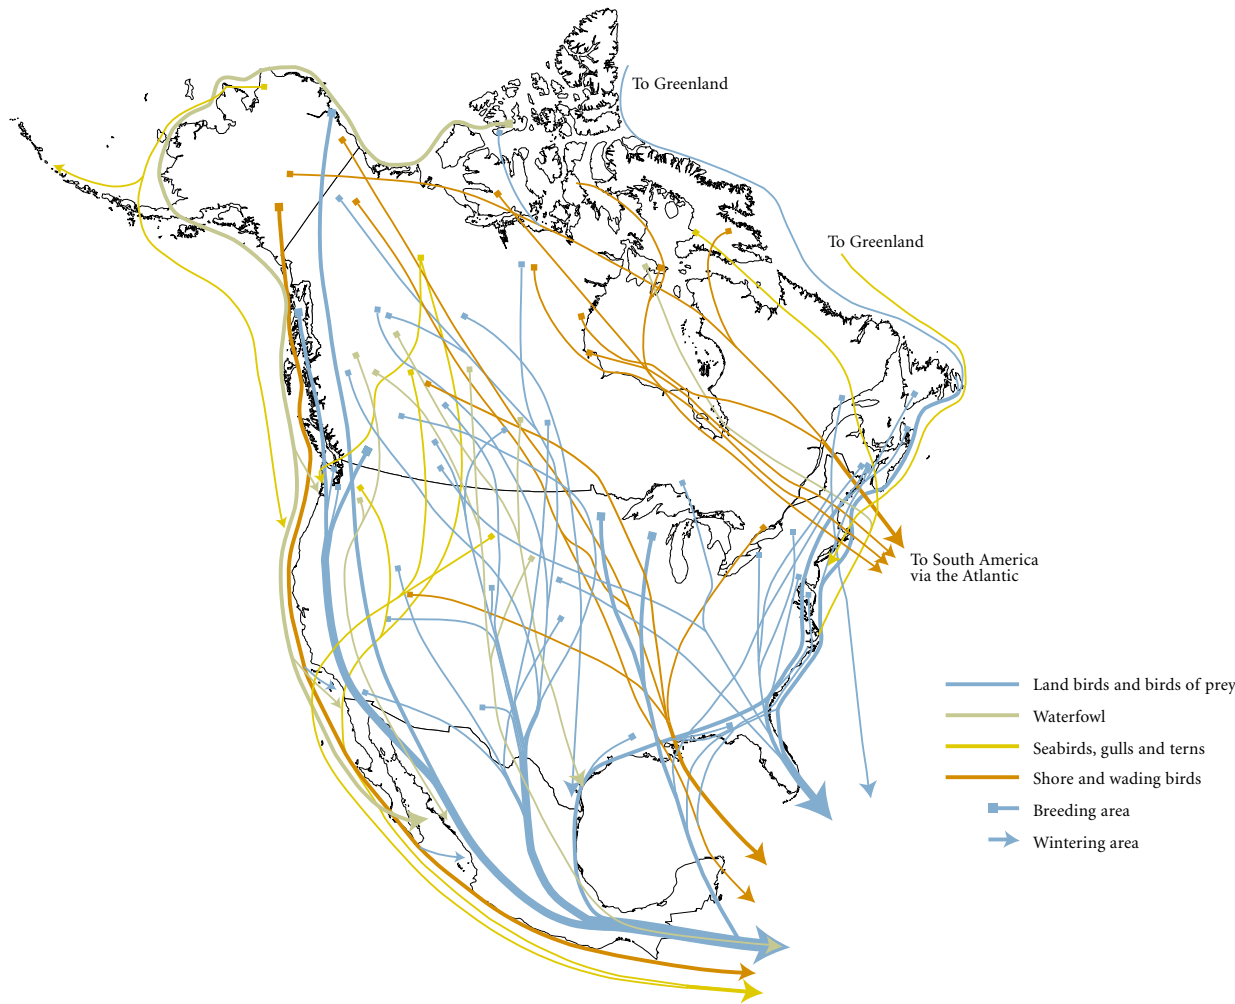 To Greenland
To Greenland
To South America
via the Atlantic
Land birds and birds of prey
Waterfowl
Seabirds, gulls and terns
Shore and wading birds
Breeding area
Wintering area